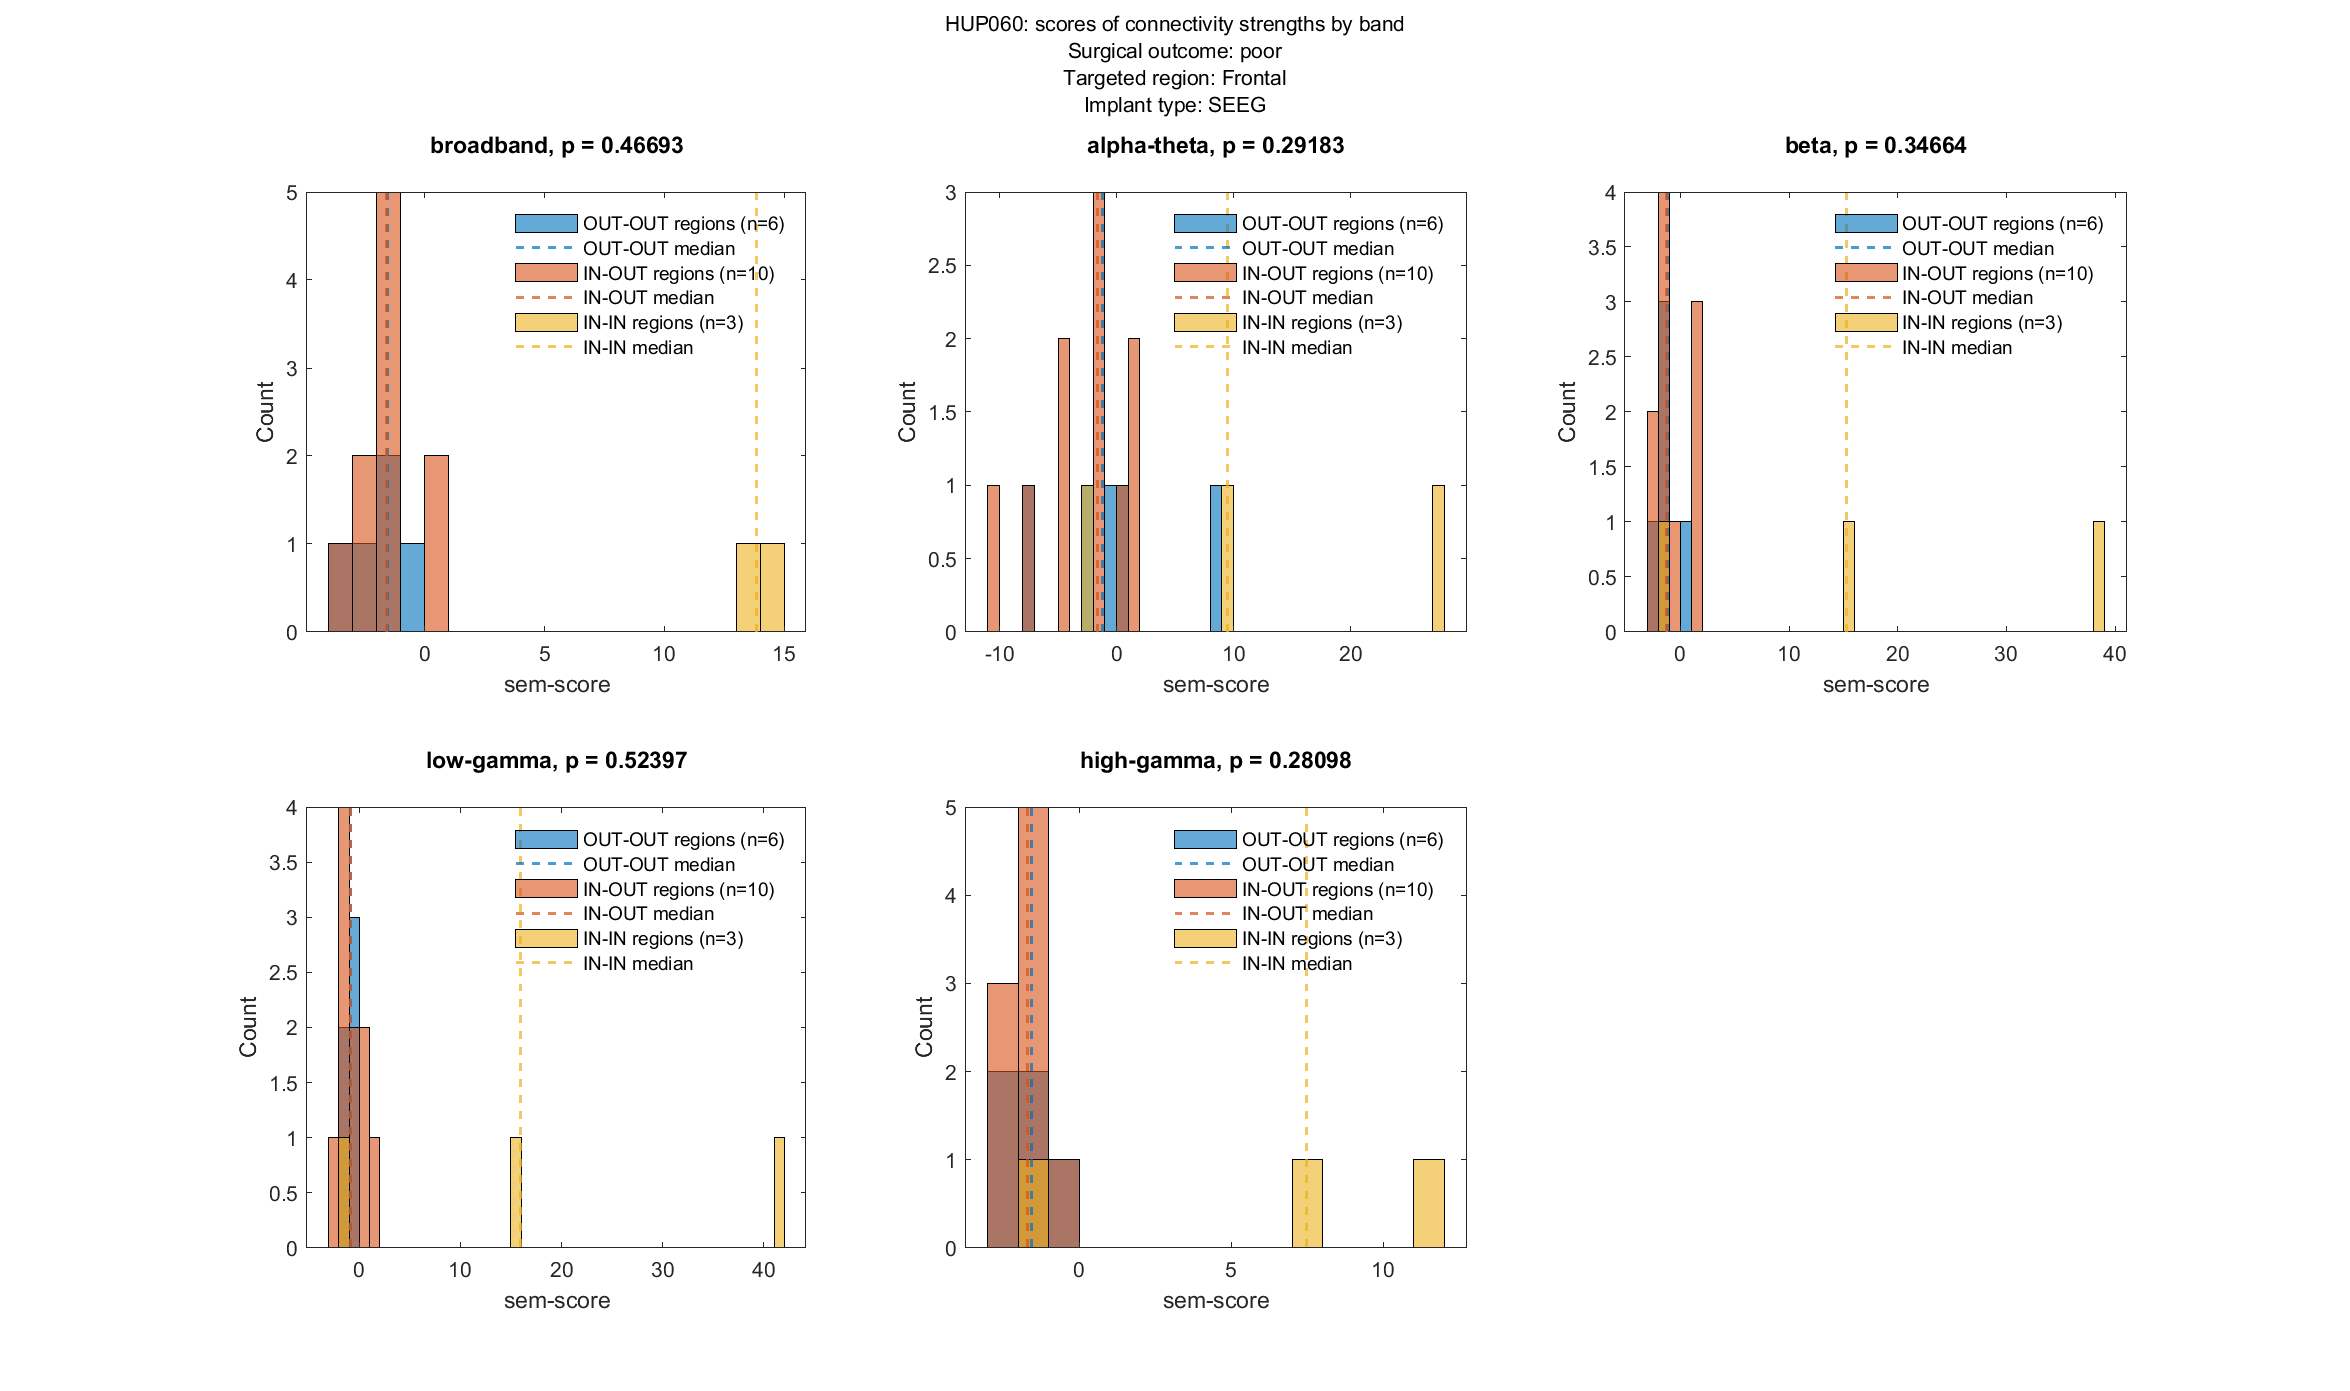 HUP060: scores of connectivity strengths by band
Surgical outcome: poor
Targeted region: Frontal
Implant type: SEEG
broadband, p = 0.46693
5
4
3
2
1
0
Count
0 5 10 15
sem-score
OUT-OUT regions (n=6)
OUT-OUT median
IN-OUT regions (n=10)
IN-OUT median
IN-IN regions (n=3)
IN-IN median
alpha-theta, p = 0.29183
3
2.5
2
1.5
1
0.5
0
Count
-10 0 10 20
sem-score
OUT-OUT regions (n=6)
OUT-OUT median
IN-OUT regions (n=10)
IN-OUT median
IN-IN regions (n=3)
IN-IN median
beta, p = 0.34664
4
3.5
3
2.5
2
1.5
1
0.5
0
Count
0 10 20 30 40
sem-score
OUT-OUT regions (n=6)
OUT-OUT median
IN-OUT regions (n=10)
IN-OUT median
IN-IN regions (n=3)
IN-IN median
low-gamma, p = 0.52397
4
3.5
3
2.5
2
1.5
1
0.5
0
Count
0 10 20 30 40
sem-score
OUT-OUT regions (n=6)
OUT-OUT median
IN-OUT regions (n=10)
IN-OUT median
IN-IN regions (n=3)
IN-IN median
high-gamma, p = 0.28098
5
4
3
2
1
0
Count
0 5 10
sem-score
OUT-OUT regions (n=6)
OUT-OUT median
IN-OUT regions (n=10)
IN-OUT median
IN-IN regions (n=3)
IN-IN median